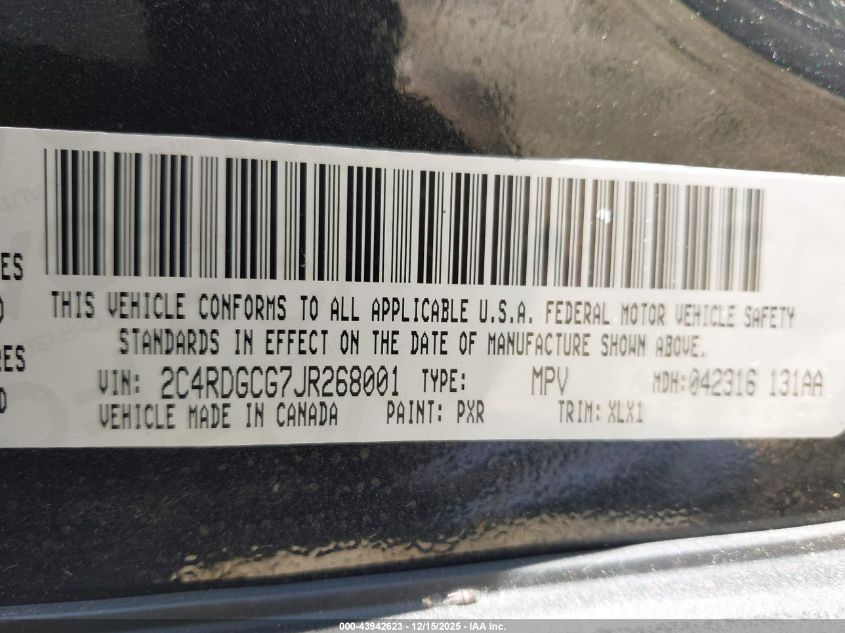 ES
THIS VEHICLE CONFORMS TO ALL APPLICABLE U.S.A. FEDERAL MOTOR VEHICLE SAFETY
STANDARDS IN EFFECT ON THE DATE OF MANUFACTURE SHOWN ABOVE.
RES
VIN: 2C4RDGCG7JR268001 TYPE: MPV MDH: 042316 131AA
D
VEHICLE MADE IN CANADA PAINT: PXR TRIM: XLX1
000-43942623 - 12/15/2025 - IAA Inc.